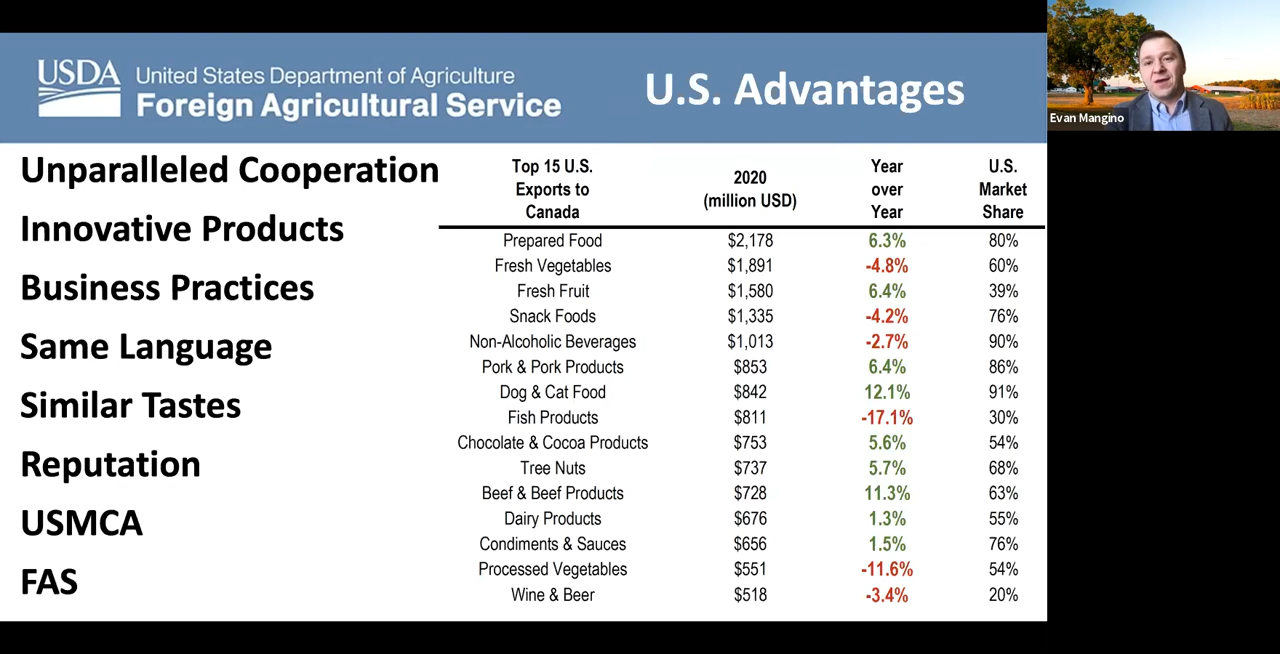 USDA United States Department of Agriculture
Foreign Agricultural Service
U.S. Advantages
Evan Mangino
Unparalleled Cooperation
Innovative Products
Business Practices
Same Language
Similar Tastes
Reputation
USMCA
FAS
Top 15 U.S. Exports to Canada 2020 (million USD) Year over Year U.S. Market Share
Prepared Food $2,178 6.3% 80%
Fresh Vegetables $1,891 -4.8% 60%
Fresh Fruit $1,580 6.4% 39%
Snack Foods $1,335 -4.2% 76%
Non-Alcoholic Beverages $1,013 -2.7% 90%
Pork & Pork Products $853 6.4% 86%
Dog & Cat Food $842 12.1% 91%
Fish Products $811 -17.1% 30%
Chocolate & Cocoa Products $753 5.6% 54%
Tree Nuts $737 5.7% 68%
Beef & Beef Products $728 11.3% 63%
Dairy Products $676 1.3% 55%
Condiments & Sauces $656 1.5% 76%
Processed Vegetables $551 -11.6% 54%
Wine & Beer $518 -3.4% 20%